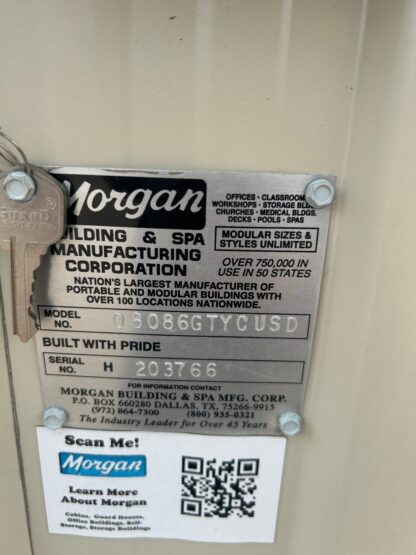 GUARD
Morgan
OFFICES · CLASSROOM
WORKSHOPS · STORAGE BL
CHURCHES · MEDICAL BLDGS.
DECKS · POOLS · SPAS
ILDING & SPA
MANUFACTURING
CORPORATION
MODULAR SIZES &
STYLES UNLIMITED
OVER 750,000 IN
USE IN 50 STATES
NATION'S LARGEST MANUFACTURER OF
PORTABLE AND MODULAR BUILDINGS WITH
OVER 100 LOCATIONS NATIONWIDE.
MODEL
NO. 08086GTYCUSD
BUILT WITH PRIDE
SERIAL
NO. H 203766
FOR INFORMATION CONTACT
MORGAN BUILDING & SPA MFG. CORP.
P.O. BOX 660280 DALLAS, TX, 75266-9915
(972) 864-7300 (800) 935-0321
The Industry Leader for Over 45 Years
Scan Me!
Morgan
Learn More
About Morgan
Cabins, Guard Houses,
Office Buildings, Self-
Storage, Storage Buildings